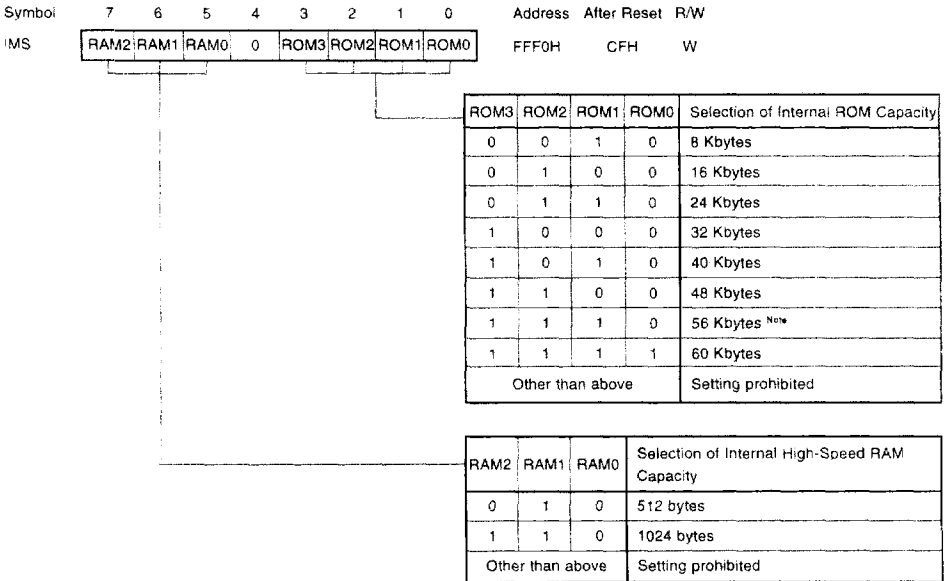 Symbol 7 6 5 4 3 2 1 0 Address After Reset R/W
IMS RAM2 RAM1 RAM0 0 ROM3 ROM2 ROM1 ROM0 FFF0H CFH W
ROM3 ROM2 ROM1 ROM0 Selection of Internal ROM Capacity
0 0 1 0 8 Kbytes
0 1 0 0 16 Kbytes
0 1 1 0 24 Kbytes
1 0 0 0 32 Kbytes
1 0 1 0 40 Kbytes
1 1 0 0 48 Kbytes
1 1 1 0 56 Kbytes Note
1 1 1 1 60 Kbytes
Other than above Setting prohibited
RAM2 RAM1 RAM0 Selection of Internal High-Speed RAM
Capacity
0 1 0 512 bytes
1 1 0 1024 bytes
Other than above Setting prohibited